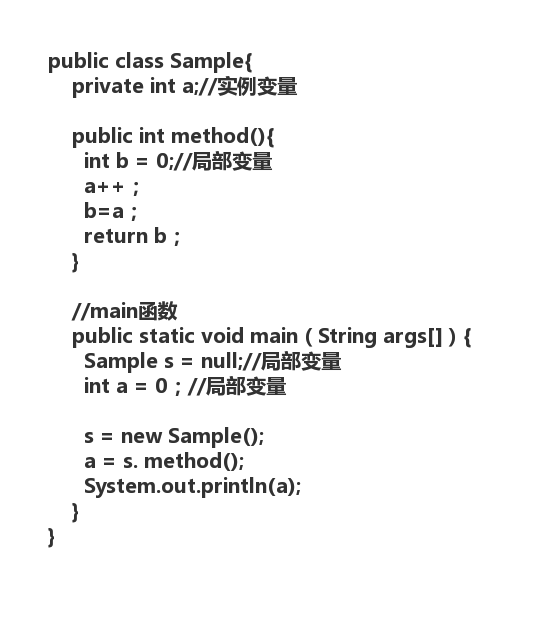 public class Sample{
private int a;//实例变量
public int method(){
int b = 0;//局部变量
a++；
b=a；
return b；
}
//main函数
public static void main（String args[]）{
Sample s = null;//局部变量
int a = 0；//局部变量
s = new Sample();
a = s. method();
System.out.println(a);
}
}